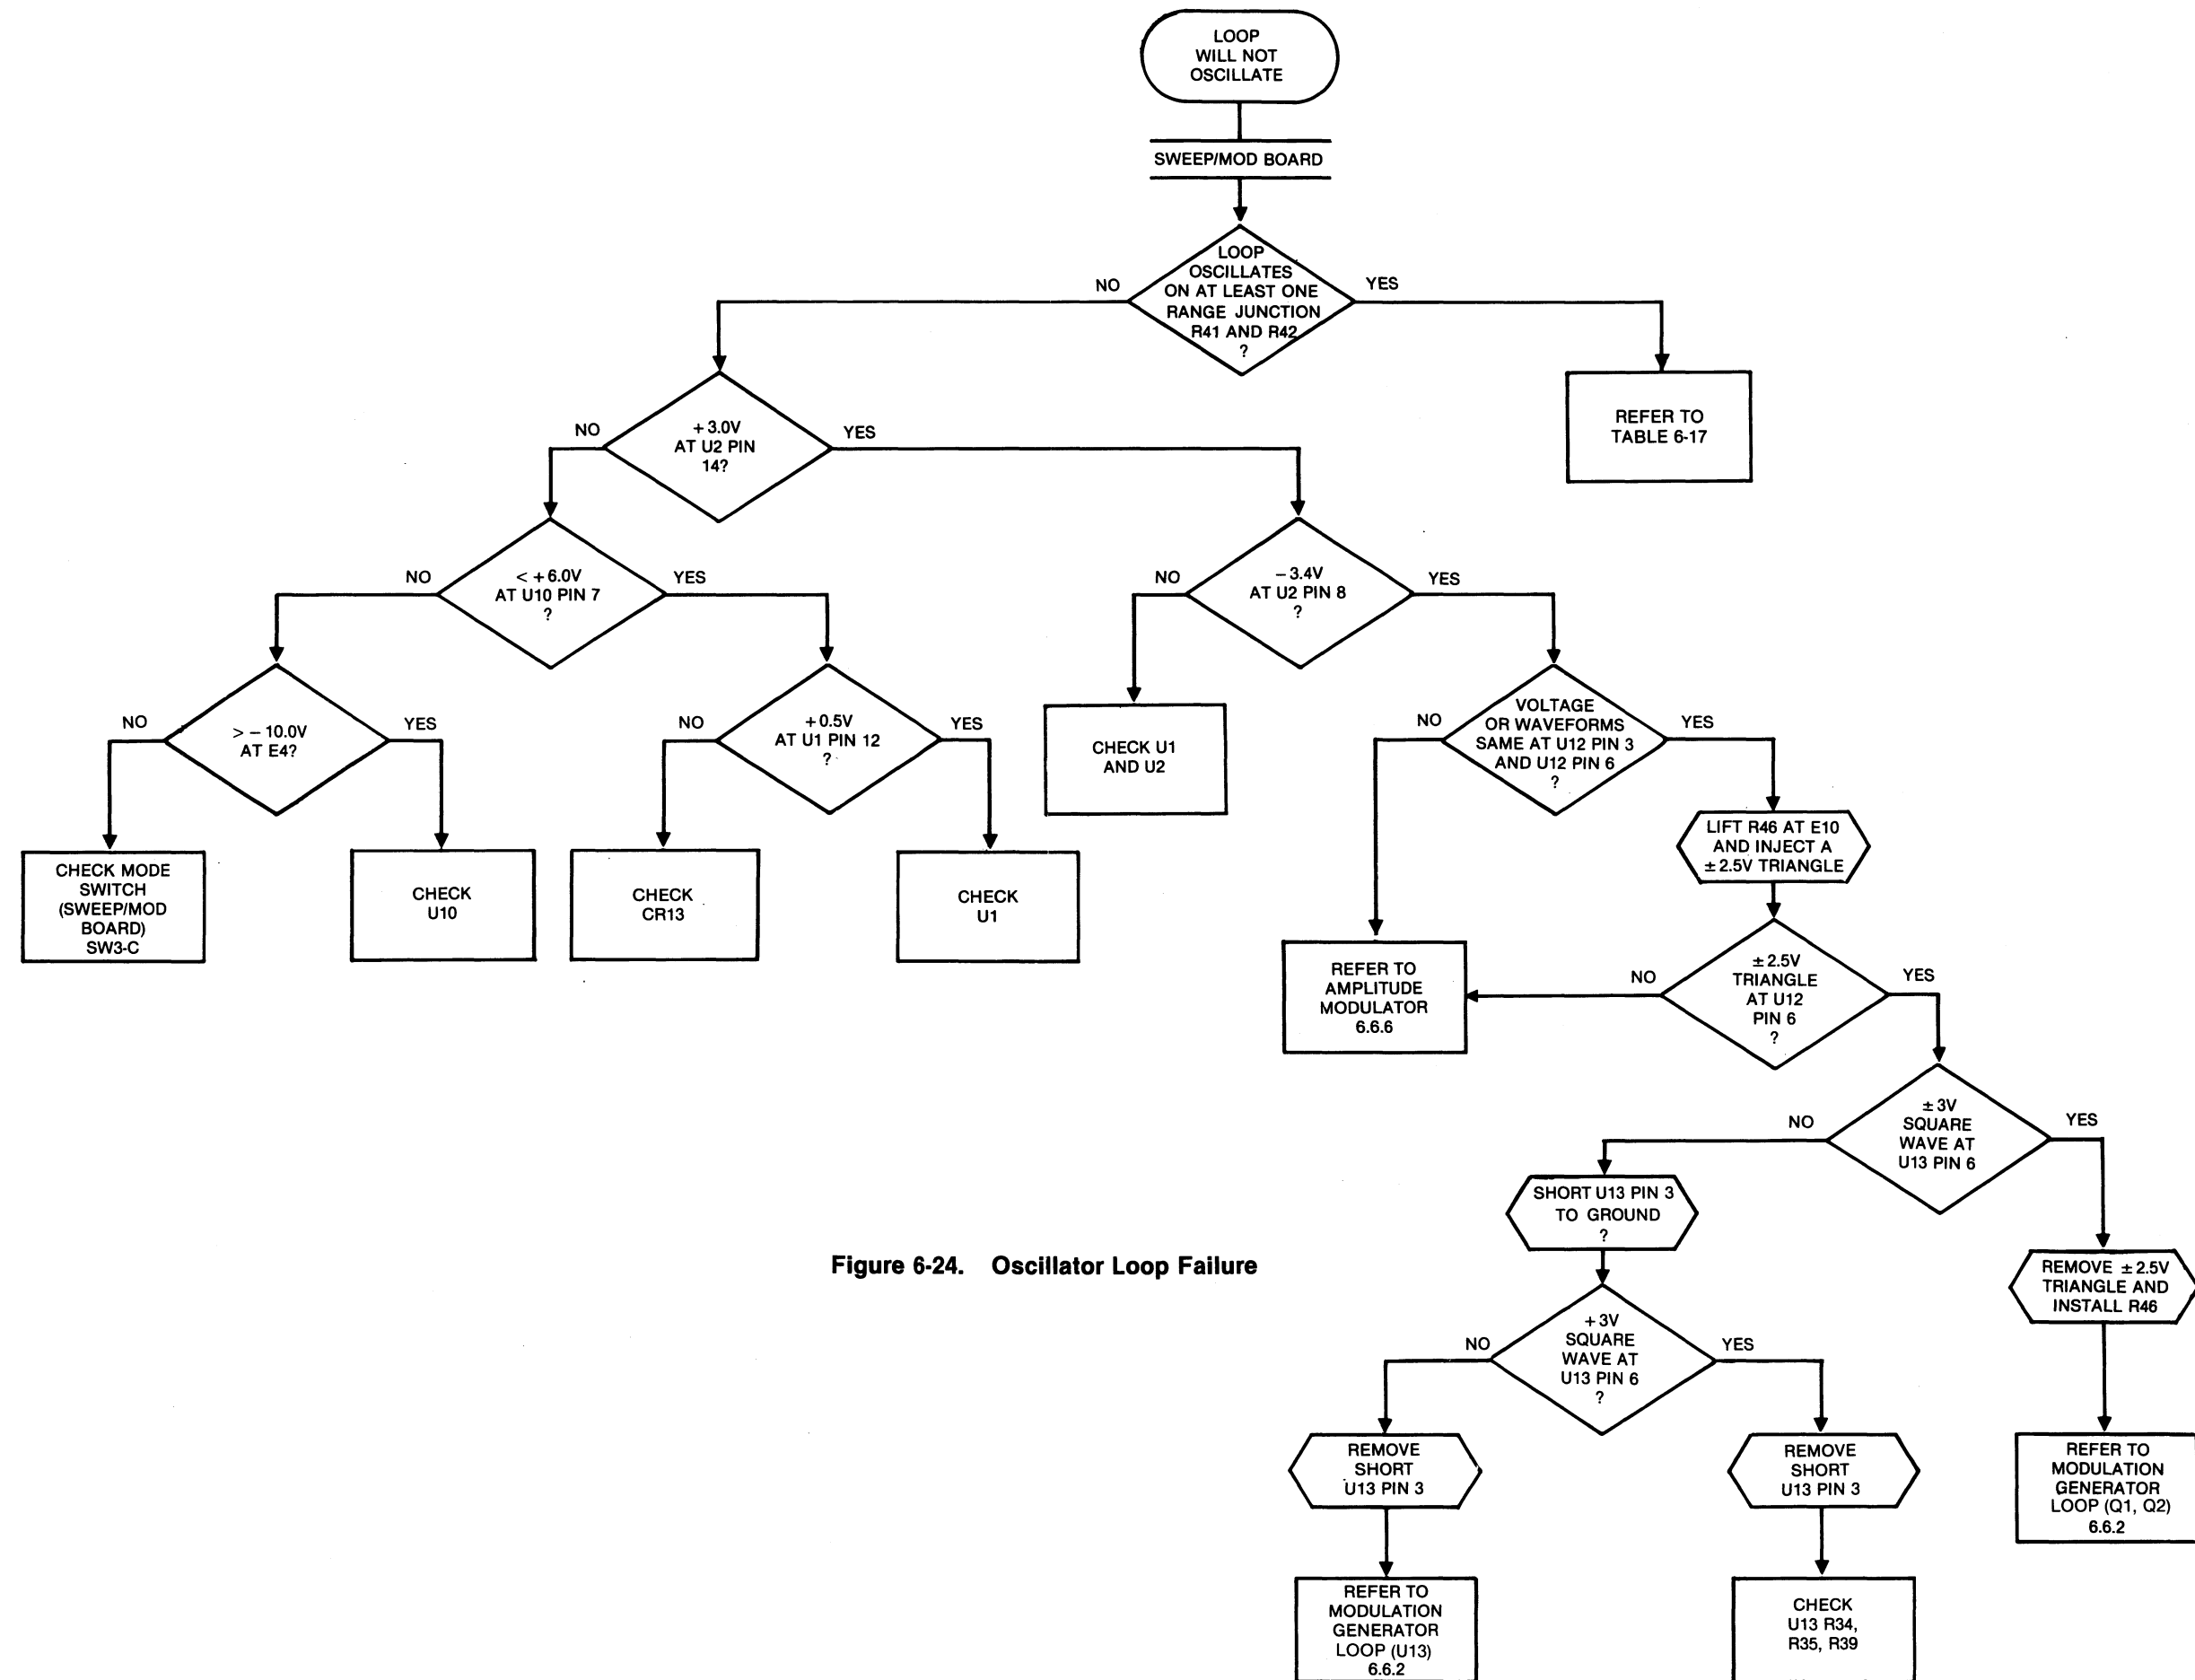 LOOP
WILL NOT
OSCILLATE
SWEEP/MOD BOARD
LOOP
OSCILLATES
ON AT LEAST ONE
RANGE JUNCTION
R41 AND R42
?
NO
YES
REFER TO
TABLE 6-17
+3.0V
AT U2 PIN
14?
NO
YES
< +6.0V
AT U10 PIN 7
?
NO
YES
−3.4V
AT U2 PIN 8
?
NO
YES
> − 10.0V
AT E4?
NO
YES
+0.5V
AT U1 PIN 12
?
NO
YES
CHECK U1
AND U2
VOLTAGE
OR WAVEFORMS
SAME AT U12 PIN 3
AND U12 PIN 6
?
NO
YES
CHECK MODE
SWITCH
(SWEEP/MOD
BOARD)
SW3-C
CHECK
U10
CHECK
CR13
CHECK
U1
LIFT R46 AT E10
AND INJECT A
±2.5V TRIANGLE
REFER TO
AMPLITUDE
MODULATOR
6.6.6
±2.5V
TRIANGLE
AT U12
PIN 6
?
NO
YES
±3V
SQUARE
WAVE AT
U13 PIN 6
NO
YES
SHORT U13 PIN 3
TO GROUND
?
REMOVE ±2.5V
TRIANGLE AND
INSTALL R46
Figure 6-24. Oscillator Loop Failure
+3V
SQUARE
WAVE AT
U13 PIN 6
?
NO
YES
REMOVE
SHORT
U13 PIN 3
REMOVE
SHORT
U13 PIN 3
REFER TO
MODULATION
GENERATOR
LOOP (Q1, Q2)
6.6.2
REFER TO
MODULATION
GENERATOR
LOOP (U13)
6.6.2
CHECK
U13 R34,
R35, R39